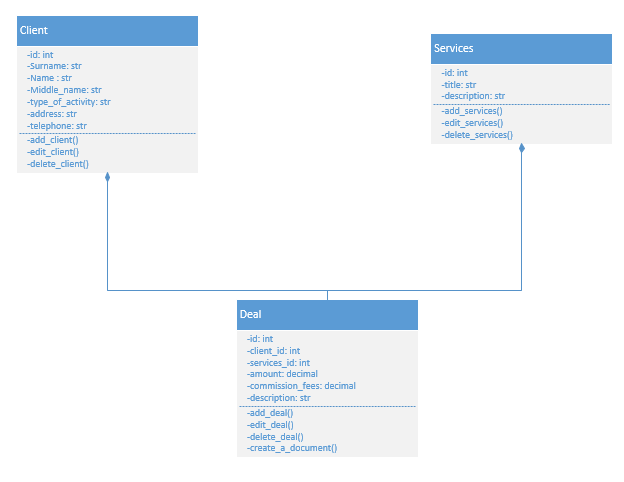 Client
-id: int
-Surname: str
-Name : str
-Middle_name: str
-type_of_activity: str
-address: str
-telephone: str
-add_client()
-edit_client()
-delete_client()
Services
-id: int
-title: str
-description: str
-add_services()
-edit_services()
-delete_services()
Deal
-id: int
-client_id: int
-services_id: int
-amount: decimal
-commission_fees: decimal
-description: str
-add_deal()
-edit_deal()
-delete_deal()
-create_a_document()